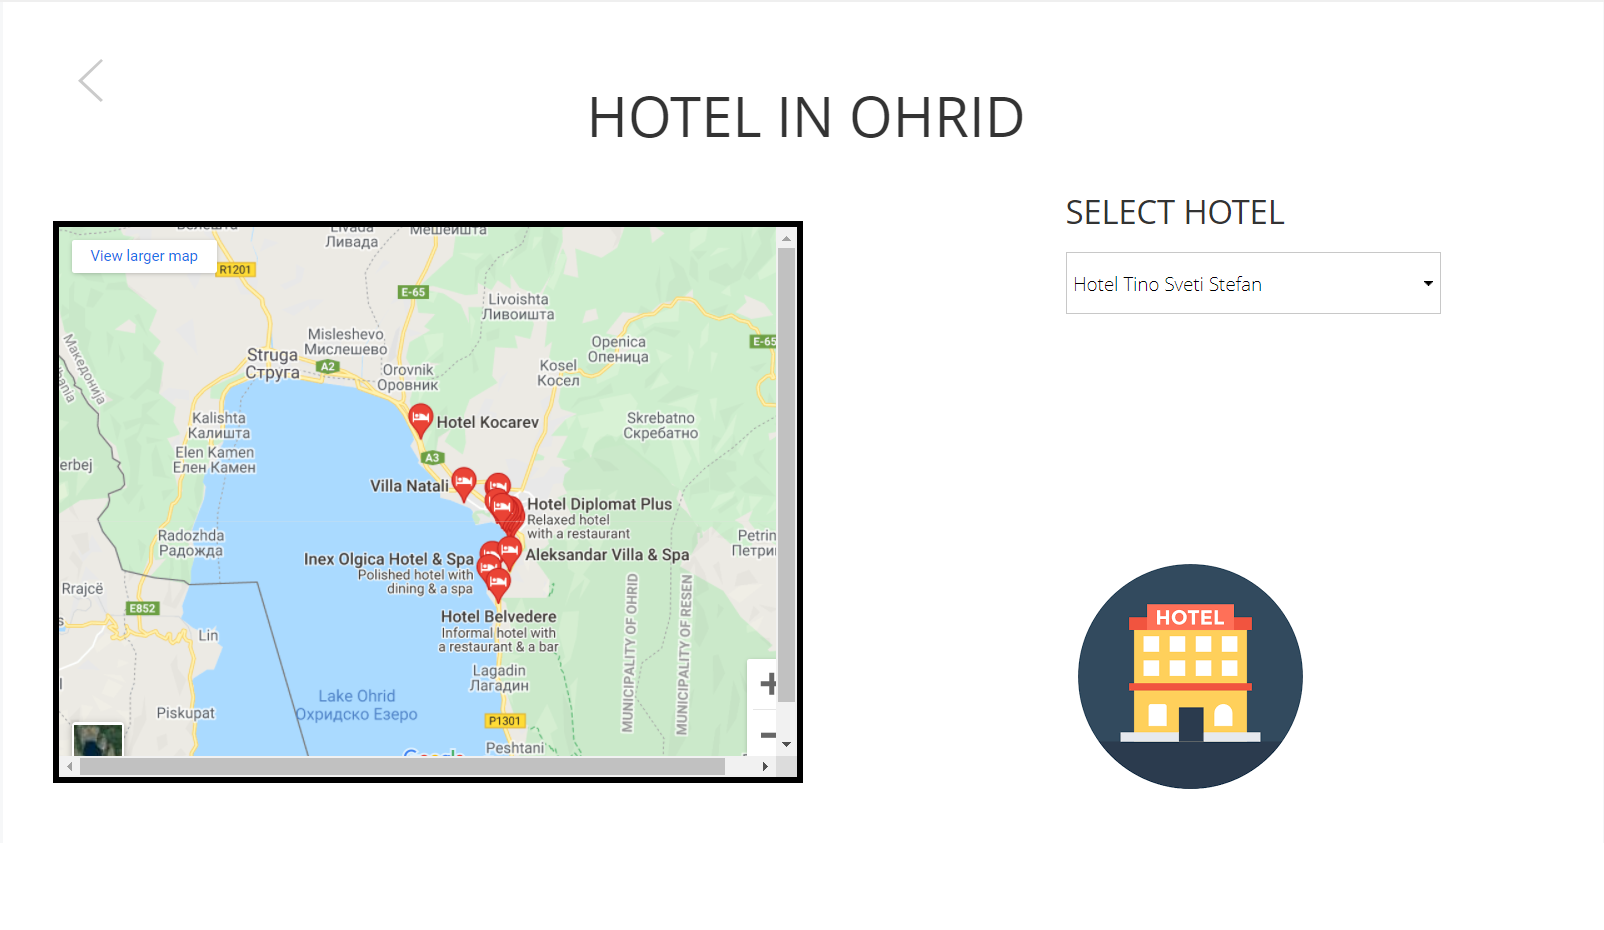 HOTEL IN OHRID
SELECT HOTEL
Hotel Tino Sveti Stefan
View larger map
R1201
Livada
Ливада
Мешеишта
E-65
Livoishta
Ливоишта
E-65
Misleshevo
Мислешево
Openica
Опеница
Struga
Струга
A2
Orovnik
Оровник
Kosel
Косел
Македонија
Kalishta
Калишта
Hotel Kocarev
Skrebatno
Скребатно
Elen Kamen
Елен Камен
erbej
A3
Villa Natali
Hotel Diplomat Plus
Relaxed hotel
with a restaurant
Radozhda
Радожда
Petrin
Петри
Inex Olgica Hotel & Spa
Polished hotel with
dining & a spa
Aleksandar Villa & Spa
Rrajcë
E852
Hotel Belvedere
Informal hotel with
a restaurant & a bar
MUNICIPALITY OF OHRID
MUNICIPALITY OF RESEN
Lin
Lagadin
Лагадин
Lake Ohrid
Охридско Езеро
Piskupat
P1301
Peshtani
Google
HOTEL